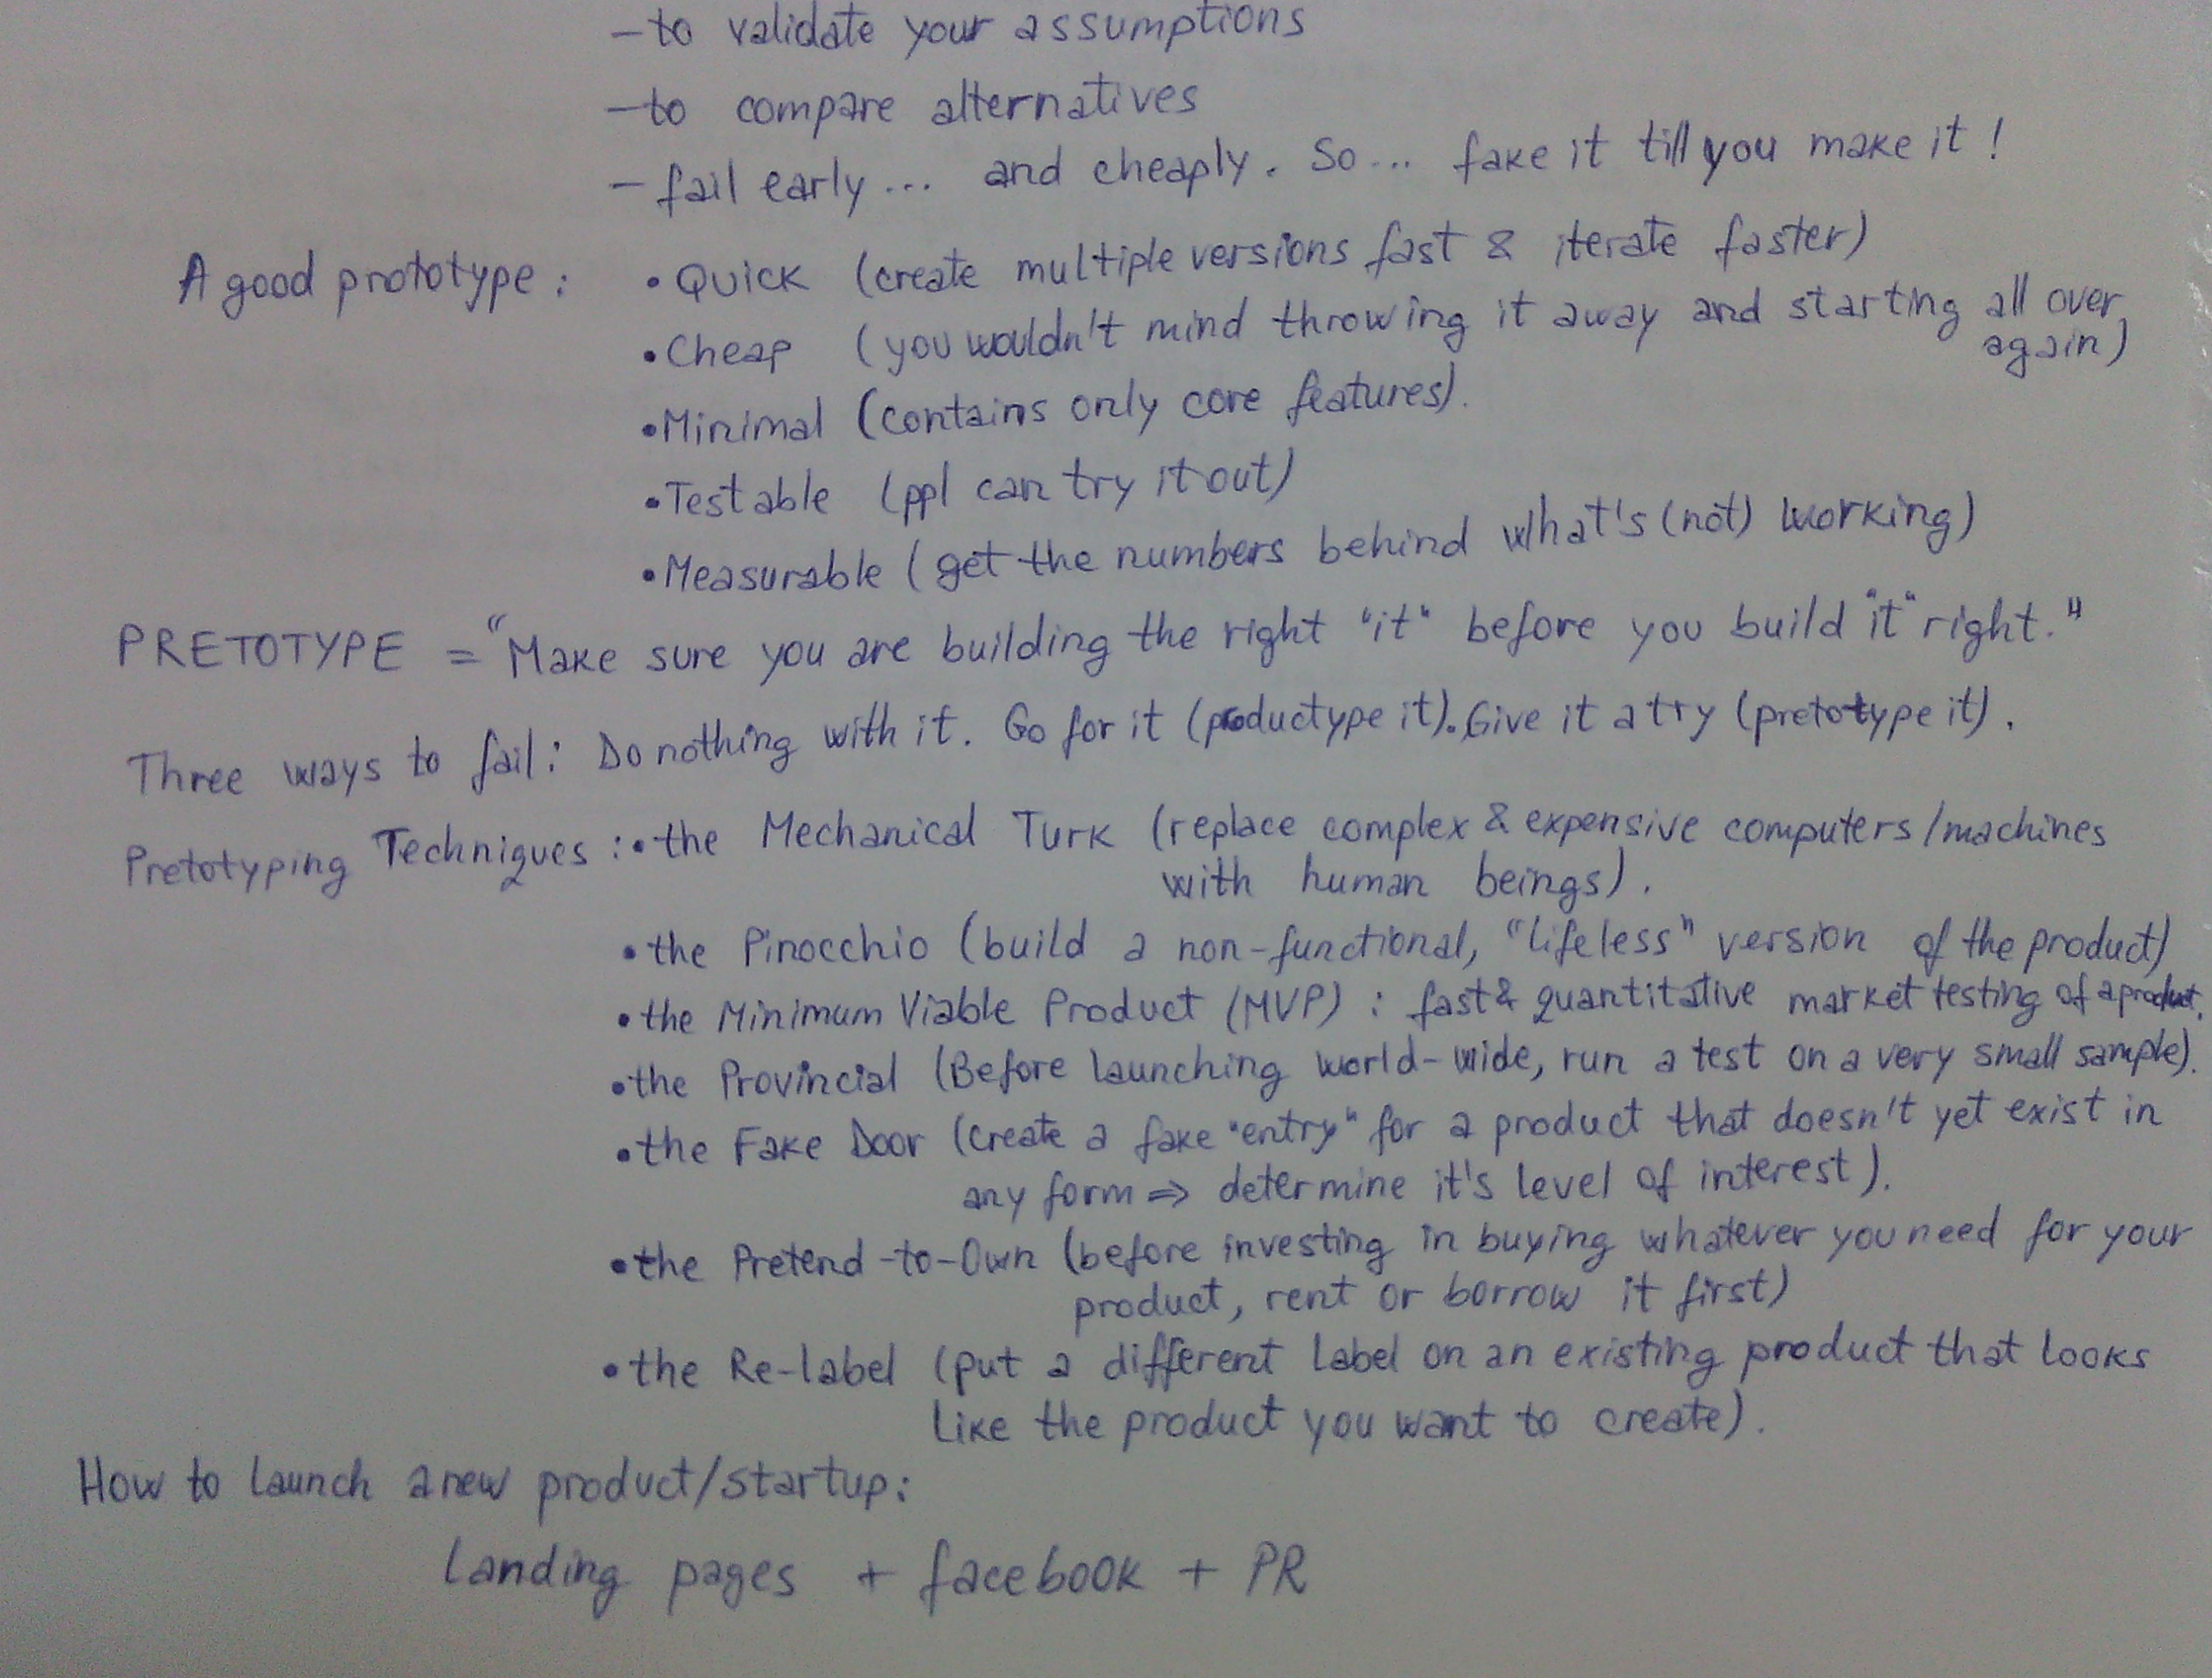 - to validate your assumptions
- to compare alternatives
- fail early... and cheaply. So... fake it till you make it!
A good prototype: • Quick (create multiple versions fast & iterate faster)
• Cheap (you wouldn't mind throwing it away and starting all over
again)
• Minimal (contains only core features).
• Testable (ppl can try it out)
• Measurable (get the numbers behind what's (not) working)
PRETOTYPE = "Make sure you are building the right "it" before you build "it" right."
Three ways to fail: Do nothing with it. Go for it (productype it). Give it a try (pretotype it).
Pretotyping Techniques: • the Mechanical Turk (replace complex & expensive computers/machines
with human beings).
• the Pinocchio (build a non-functional, "lifeless" version of the product)
• the Minimum Viable Product (MVP): fast & quantitative market testing of a product.
• the Provincial (Before launching world-wide, run a test on a very small sample).
• the Fake Door (create a fake "entry" for a product that doesn't yet exist in
any form => determine it's level of interest).
• the Pretend-to-Own (before investing in buying whatever you need for your
product, rent or borrow it first)
• the Re-label (put a different label on an existing product that looks
like the product you want to create).
How to launch a new product/startup:
landing pages + facebook + PR